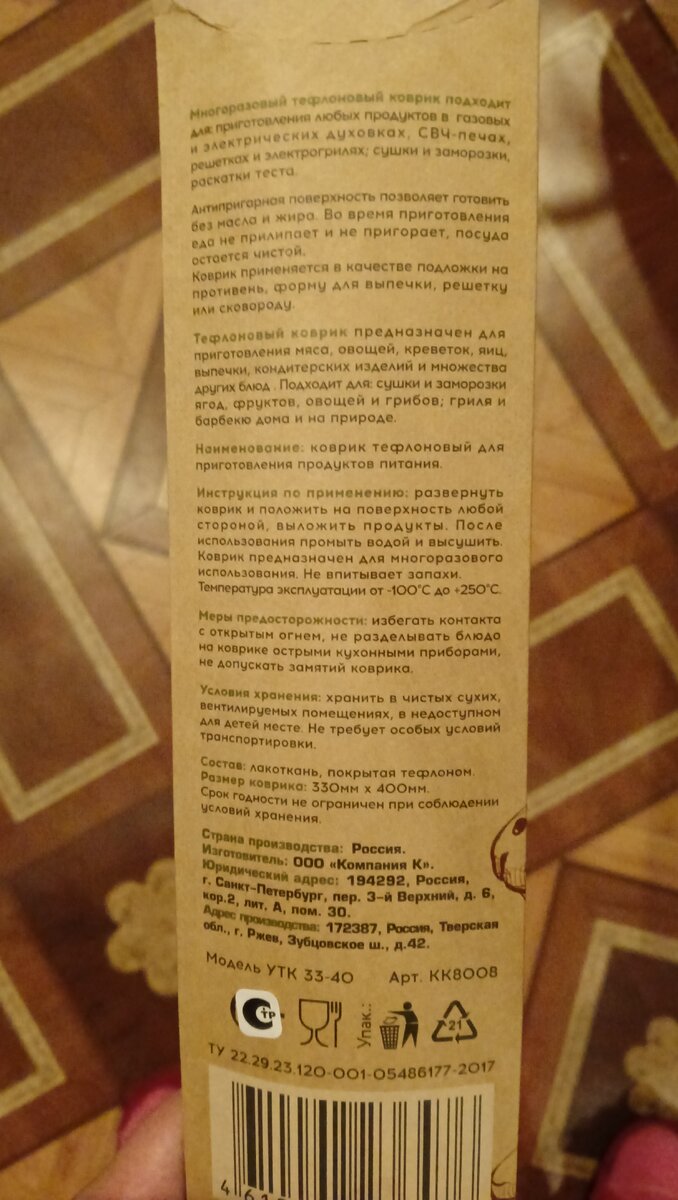 Многоразовый тефлоновый коврик подходит
для: приготовления любых продуктов в газовых
и электрических духовках, СВЧ-печах,
решетках и электрогрилях; сушки и заморозки,
раскатки теста.
Антипригарная поверхность позволяет готовить
без масла и жира. Во время приготовления
еда не прилипает и не пригорает, посуда
остается чистой.
Коврик применяется в качестве подложки на
противень, форму для выпечки, решетку
или сковороду.
Тефлоновый коврик предназначен для
приготовления мяса, овощей, креветок, яиц,
выпечки, кондитерских изделий и множества
других блюд . Подходит для: сушки и заморозки
ягод, фруктов, овощей и грибов; гриля и
барбекю дома и на природе.
Наименование: коврик тефлоновый для
приготовления продуктов питания.
Инструкция по применению: развернуть
коврик и положить на поверхность любой
стороной, выложить продукты. После
использования промыть водой и высушить.
Коврик предназначен для многоразового
использования. Не впитывает запахи.
Температура эксплуатации от -100°С до +250°С.
Меры предосторожности: избегать контакта
с открытым огнем, не разделывать блюдо
на коврике острыми кухонными приборами,
не допускать замятий коврика.
Условия хранения: хранить в чистых сухих,
вентилируемых помещениях, в недоступном
для детей месте. Не требует особых условий
транспортировки.
Состав: лакоткань, покрытая тефлоном.
Размер коврика: 330мм х 400мм.
Срок годности не ограничен при соблюдении
условий хранения.
Страна производства: Россия.
Изготовитель: ООО «Компания К».
Юридический адрес: 194292, Россия,
г. Санкт-Петербург, пер. 3-й Верхний, д. 6,
кор.2, лит. А, пом. 30.
Адрес производства: 172387, Россия, Тверская
обл., г. Ржев, Зубцовское ш., д.42.
Модель УТК 33-40 Арт. КК8008
СТР Упак.: 21
ТУ 22.29.23.120-001-05486177-2017